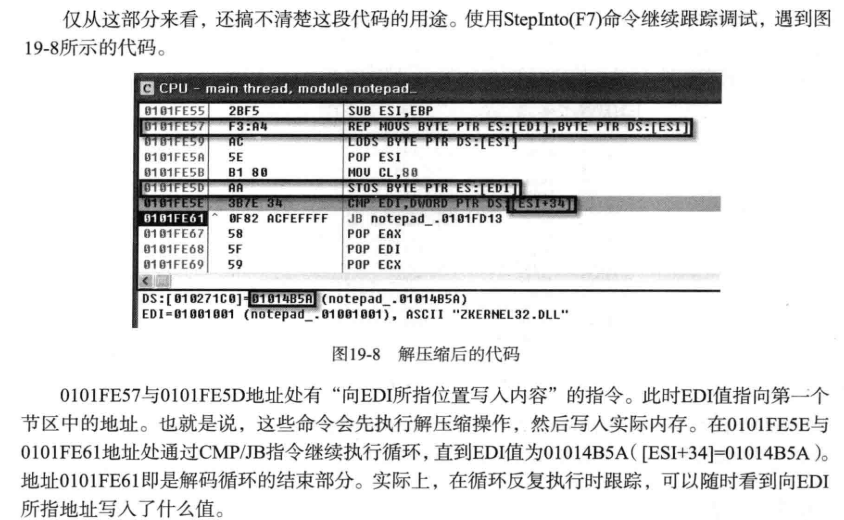 仅从这部分来看，还搞不清楚这段代码的用途。使用StepInto(F7)命令继续跟踪调试，遇到图
19-8所示的代码。
C CPU - main thread, module notepad_
0101FE55 2BF5 SUB ESI,EBP
0101FE57 F3:A4 REP MOVS BYTE PTR ES:[EDI],BYTE PTR DS:[ESI]
0101FE59 AC LODS BYTE PTR DS:[ESI]
0101FE5A 5E POP ESI
0101FE5B B1 80 MOV CL,80
0101FE5D AA STOS BYTE PTR ES:[EDI]
0101FE5E 3B7E 34 CMP EDI,DWORD PTR DS:[ESI+34]
0101FE61 ^ 0F82 ACFEFFFF JB notepad_.0101FD13
0101FE67 58 POP EAX
0101FE68 5F POP EDI
0101FE69 59 POP ECX
DS:[010271C0]=01014B5A (notepad_.01014B5A)
EDI=01001001 (notepad_.01001001), ASCII "ZKERNEL32.DLL"
图19-8 解压缩后的代码
0101FE57与0101FE5D地址处有“向EDI所指位置写入内容”的指令。此时EDI值指向第一个
节区中的地址。也就是说，这些命令会先执行解压缩操作，然后写入实际内存。在0101FE5E与
0101FE61地址处通过CMP/JB指令继续执行循环，直到EDI值为01014B5A（[ESI+34]=01014B5A）。
地址0101FE61即是解码循环的结束部分。实际上，在循环反复执行时跟踪，可以随时看到向EDI
所指地址写入了什么值。